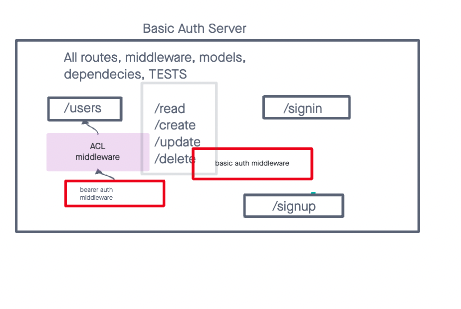 Basic Auth Server
All routes, middleware, models,
dependecies, TESTS
/users
/read
/create
/update
/delete
/signin
ACL
middleware
basic auth middleware
bearer auth
middleware
/signup